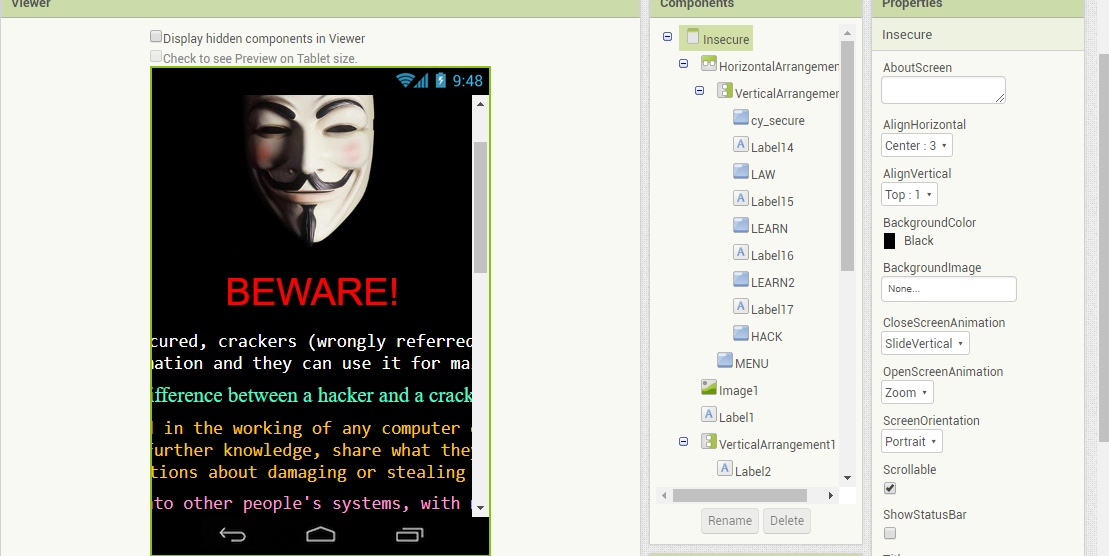 Viewer
Display hidden components in Viewer
Check to see Preview on Tablet size.
9:48
BEWARE!
cured, crackers (wrongly referred
nation and they can use it for mai
ifference between a hacker and a crack
d in the working of any computer
further knowledge, share what they
tions about damaging or stealing
nto other people's systems, with
Components
Insecure
HorizontalArrangemen
VerticalArrangemen
cy_secure
Label14
LAW
Label15
LEARN
Label16
LEARN2
Label17
HACK
MENU
Image1
Label1
VerticalArrangement1
Label2
Rename
Delete
Properties
Insecure
AboutScreen
AlignHorizontal
Center : 3
AlignVertical
Top : 1
BackgroundColor
Black
BackgroundImage
None...
CloseScreenAnimation
SlideVertical
OpenScreenAnimation
Zoom
ScreenOrientation
Portrait
Scrollable
ShowStatusBar